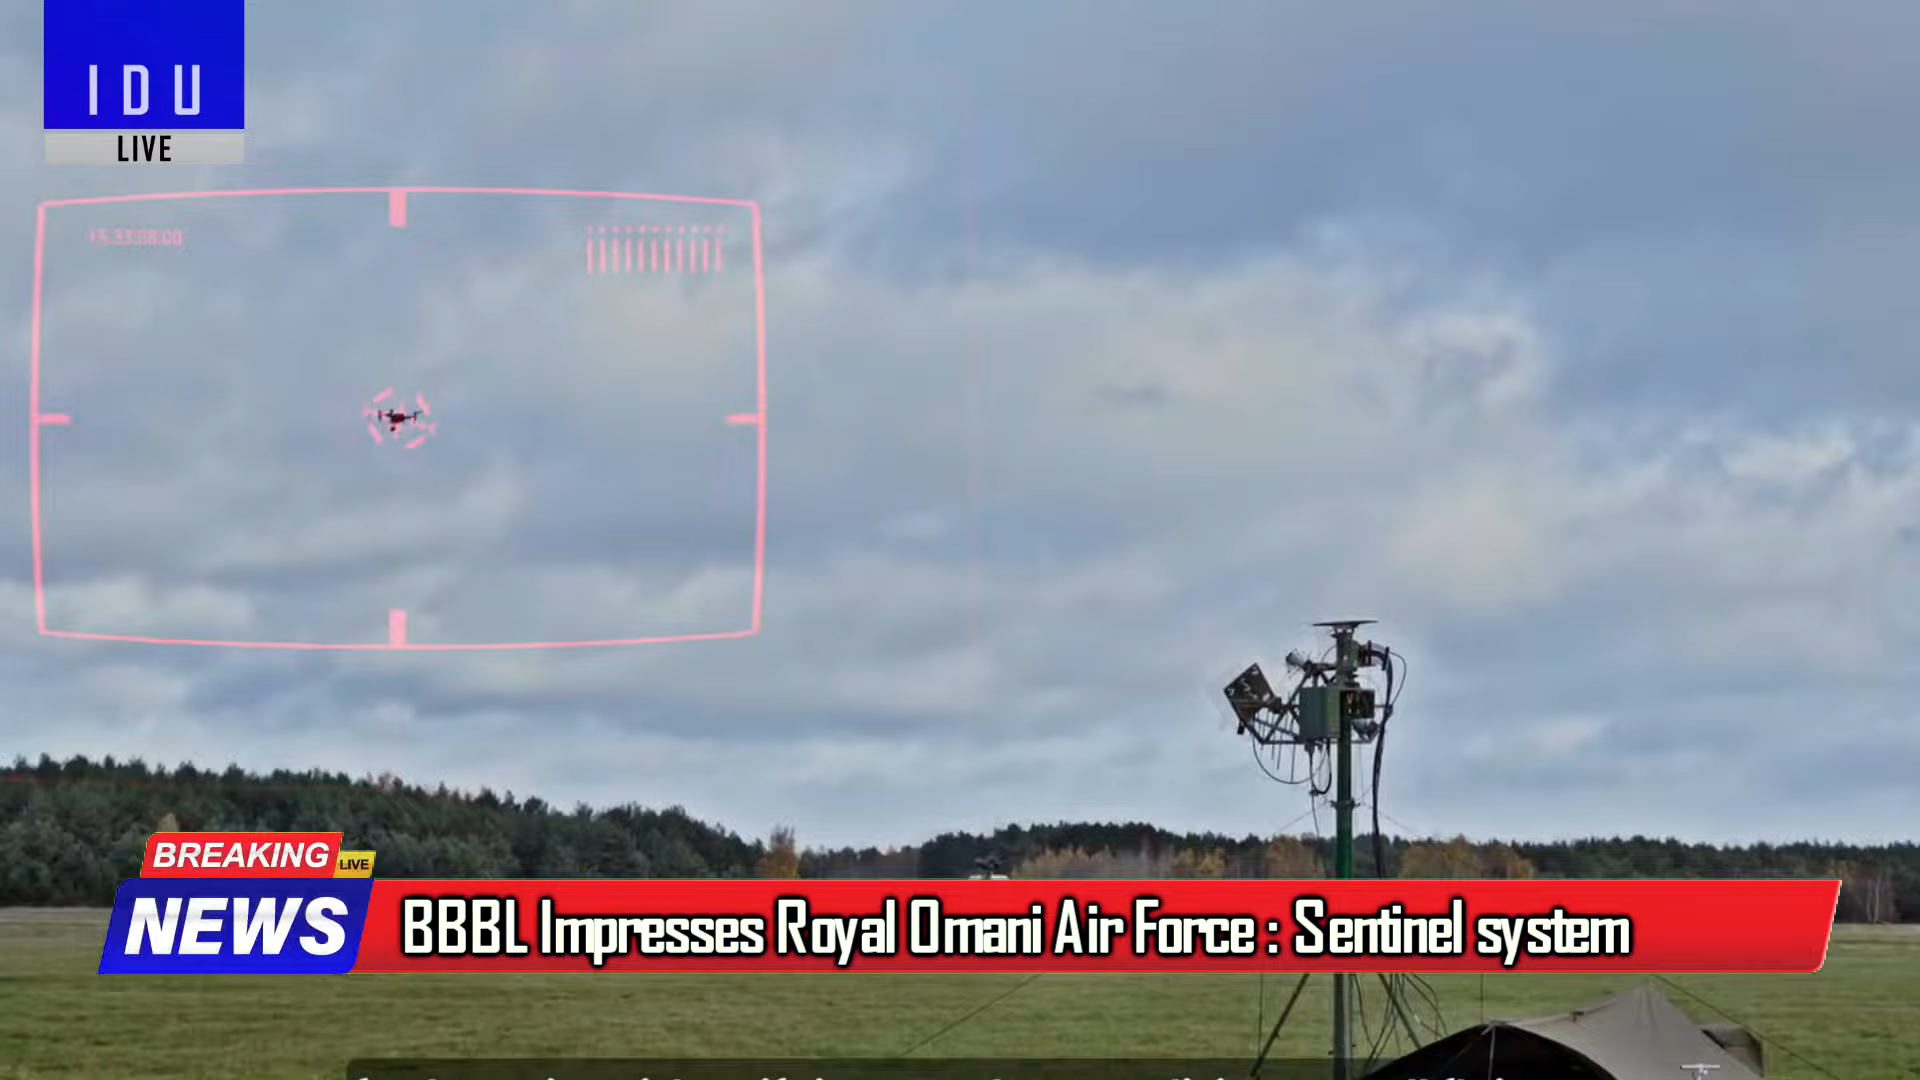 IDU
LIVE
BREAKING
LIVE
NEWS
BBBL Impresses Royal Omani Air Force : Sentinel system